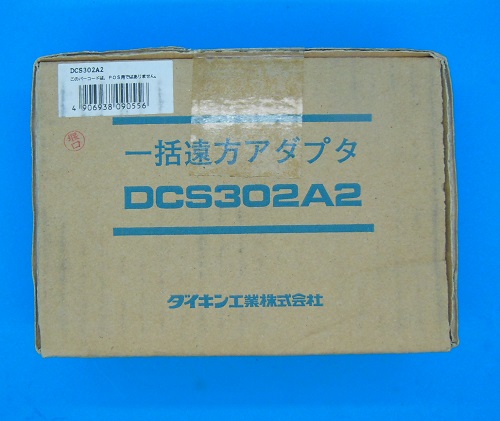 DCS302A2
このバーコードは、POS用ではありません。
4 906938 090556
一括遠方アダプタ
DCS302A2
ダイキン工業株式会社